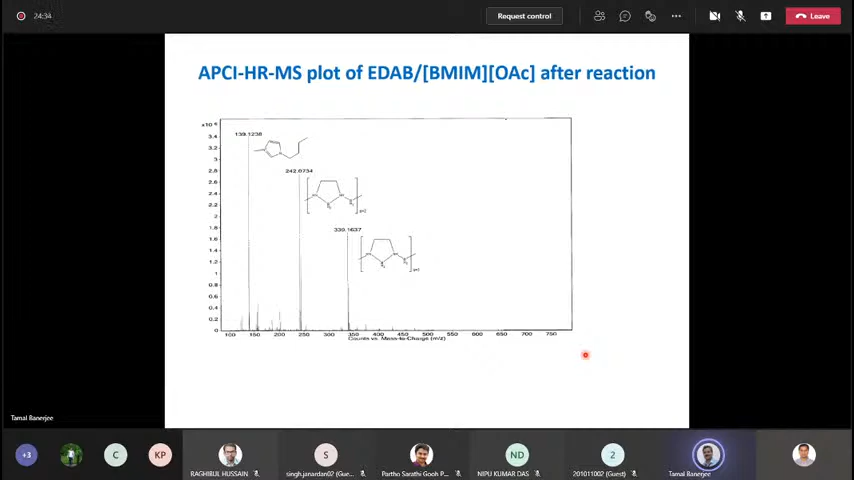 24:34
Request control
Leave
APCI-HR-MS plot of EDAB/[BMIM][OAc] after reaction
x10 6
3.4
3.2
3
2.8
2.6
2.4
2.2
2
1.8
1.6
1.4
1.2
1
0.8
0.6
0.4
0.2
0
139.1238
242.0734
339.1637
100 150 200 250 300 350 400 450 500 550 600 650 700 750
Counts vs. Mass-to-Charge (m/z)
Tamal Banerjee
+3
C
KP
S
ND
2
RAGHIBUL HUSSAIN
singh.janardan02 (Gue...
Partho Sarathi Gooh P...
NIPU KUMAR DAS
201011002 (Guest)
Tamal Banerjee